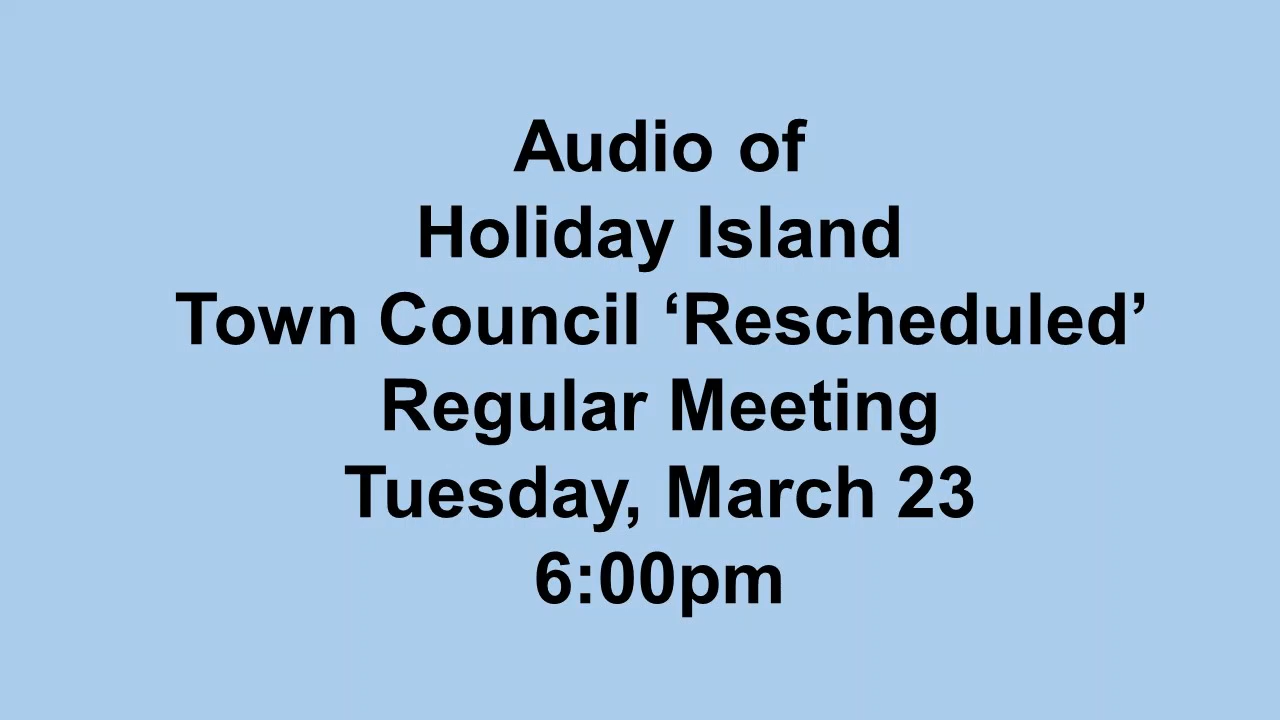 Audio of
Holiday Island
Town Council ‘Rescheduled’
Regular Meeting
Tuesday, March 23
6:00pm